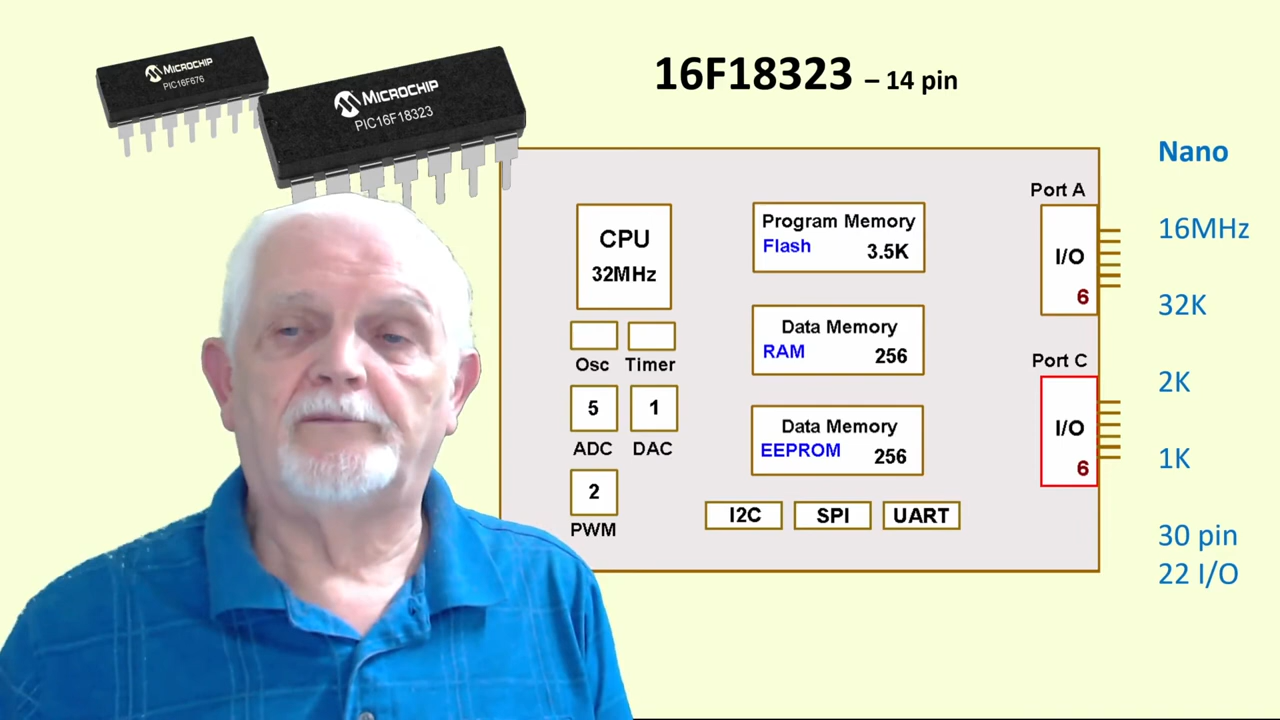 MICROCHIP
PIC16F676
MICROCHIP
PIC16F18323
16F18323 – 14 pin
CPU
32MHz
Osc
Timer
5
ADC
1
DAC
2
PWM
Program Memory
Flash
3.5K
Data Memory
RAM
256
Data Memory
EEPROM
256
I2C
SPI
UART
Port A
I/O
6
Port C
I/O
6
Nano
16MHz
32K
2K
1K
30 pin
22 I/O